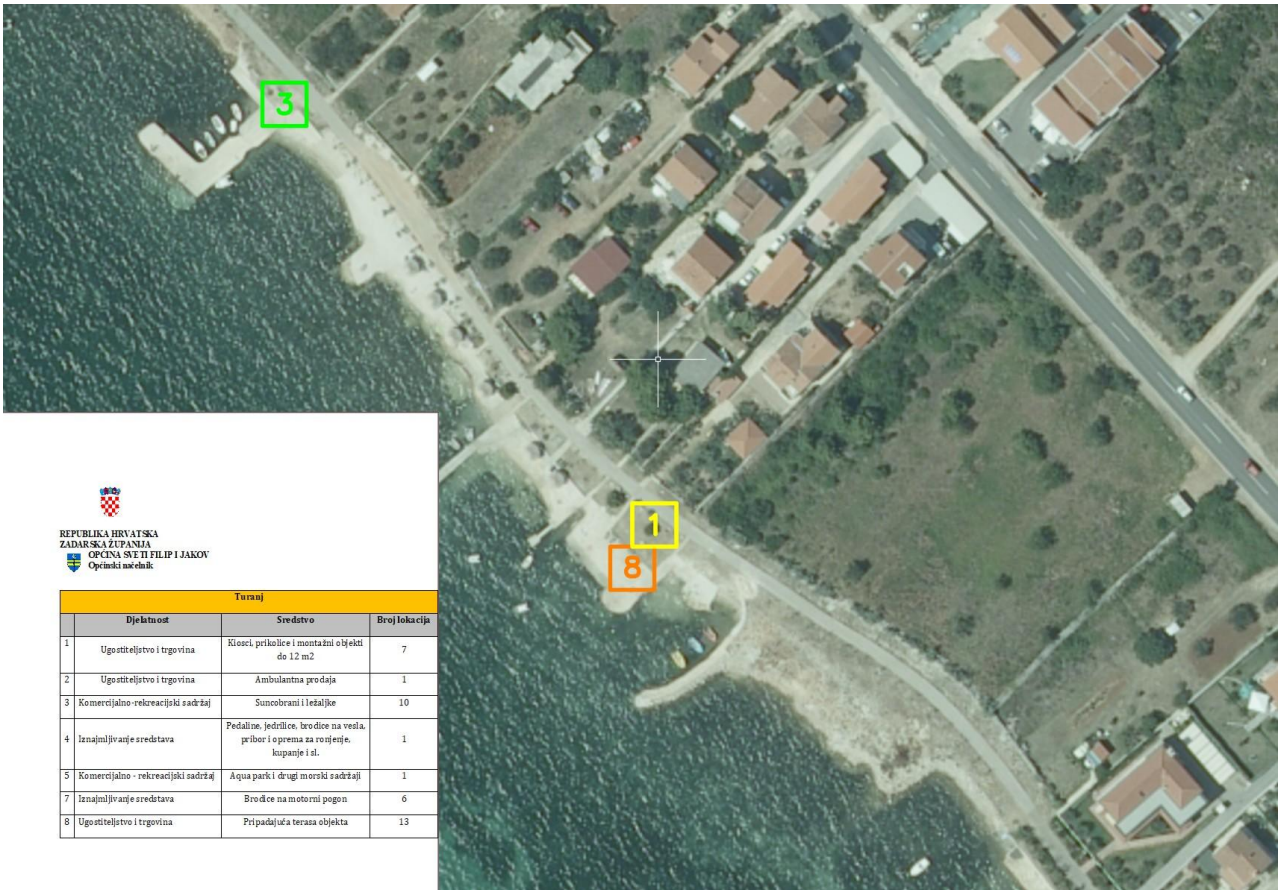 3
1
8
REPUBLIKA HRVATSKA
ZADARSKA ŽUPANIJA
OPĆINA SVETI FILIP I JAKOV
Općinski načelnik
Turanj
Djelatnost Sredstvo Broj lokacija
1 Ugostiteljstvo i trgovina Kiosci, prikolice i montažni objekti do 12 m2 7
2 Ugostiteljstvo i trgovina Ambulantna prodaja 1
3 Komercijalno-rekreacijski sadržaj Suncobrani i ležaljke 10
4 Iznajmljivanje sredstava Pedaline, jedrilice, brodice na vesla, pribor i oprema za ronjenje, kupanje i sl. 1
5 Komercijalno - rekreacijski sadržaj Aqua park i drugi morski sadržaji 1
7 Iznajmljivanje sredstava Brodice na motorni pogon 6
8 Ugostiteljstvo i trgovina Pripadajuća terasa objekta 13